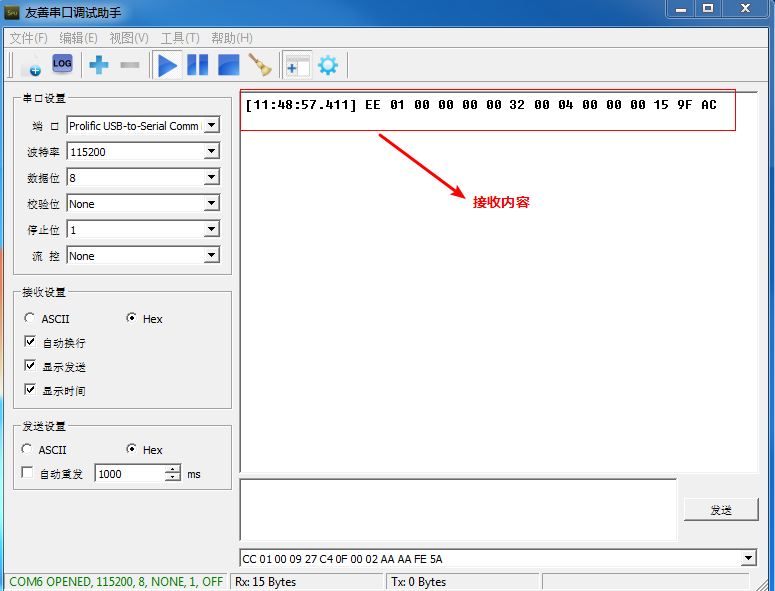 友善串口调试助手
文件(F) 编辑(E) 视图(V) 工具(T) 帮助(H)
LOG
串口设置
端 口 Prolific USB-to-Serial Comm
波特率 115200
数据位 8
校验位 None
停止位 1
流 控 None
接收设置
ASCII Hex
自动换行
显示发送
显示时间
发送设置
ASCII Hex
自动重发 1000 ms
[11:48:57.411] EE 01 00 00 00 00 32 00 04 00 00 00 15 9F AC
接收内容
发送
CC 01 00 09 27 C4 0F 00 02 AA AA FE 5A
COM6 OPENED, 115200, 8, NONE, 1, OFF Rx: 15 Bytes Tx: 0 Bytes